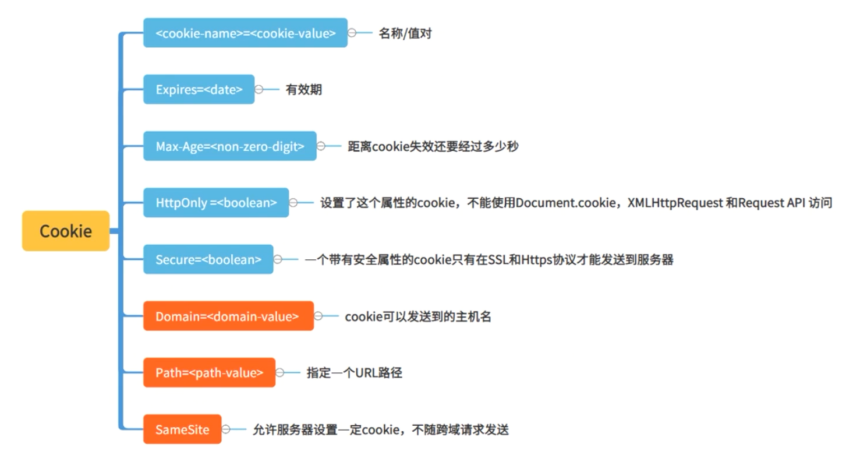 Cookie
<cookie-name>=<cookie-value> 名称/值对
Expires=<date> 有效期
Max-Age=<non-zero-digit> 距离cookie失效还要经过多少秒
HttpOnly =<boolean> 设置了这个属性的cookie，不能使用Document.cookie，XMLHttpRequest 和Request API 访问
Secure=<boolean> 一个带有安全属性的cookie只有在SSL和Https协议才能发送到服务器
Domain=<domain-value> cookie可以发送到的主机名
Path=<path-value> 指定一个URL路径
SameSite 允许服务器设置一定cookie，不随跨域请求发送